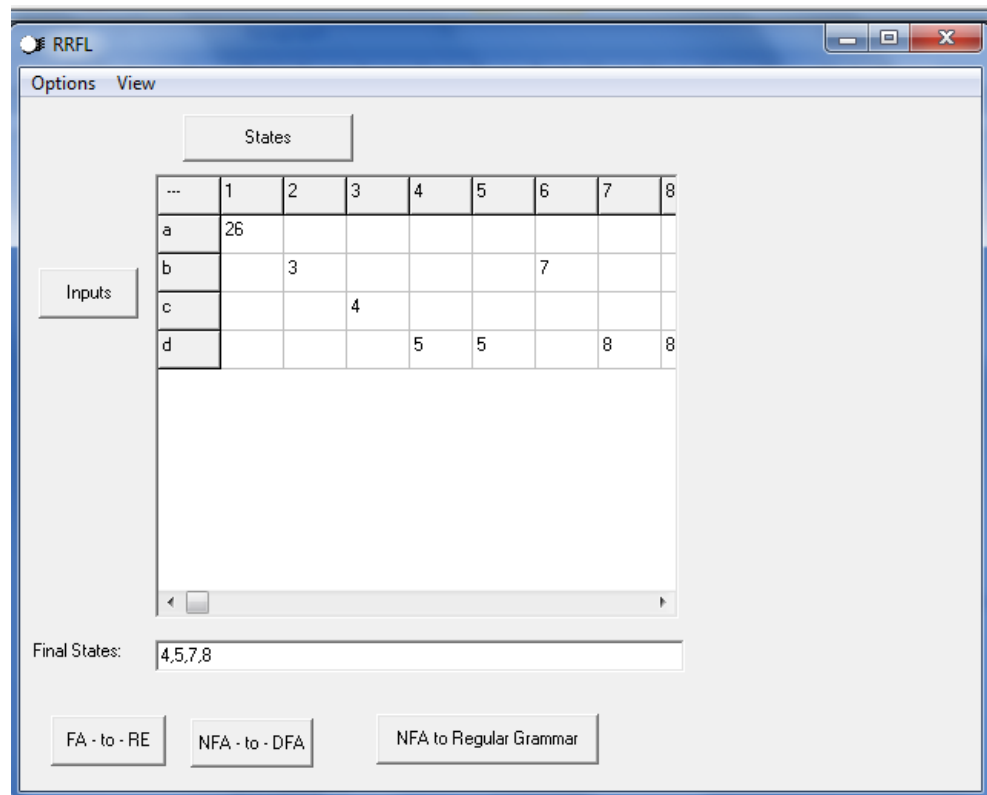 RRFL
Options View
States
--- 1 2 3 4 5 6 7 8
a 26
b 3 7
Inputs
c 4
d 5 5 8 8
Final States: 4,5,7,8
FA - to - RE NFA - to - DFA NFA to Regular Grammar